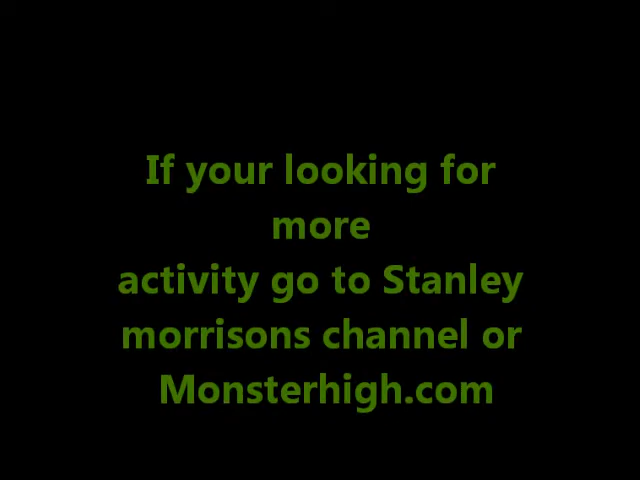 If your looking for
more
activity go to Stanley
morrisons channel or
Monsterhigh.com